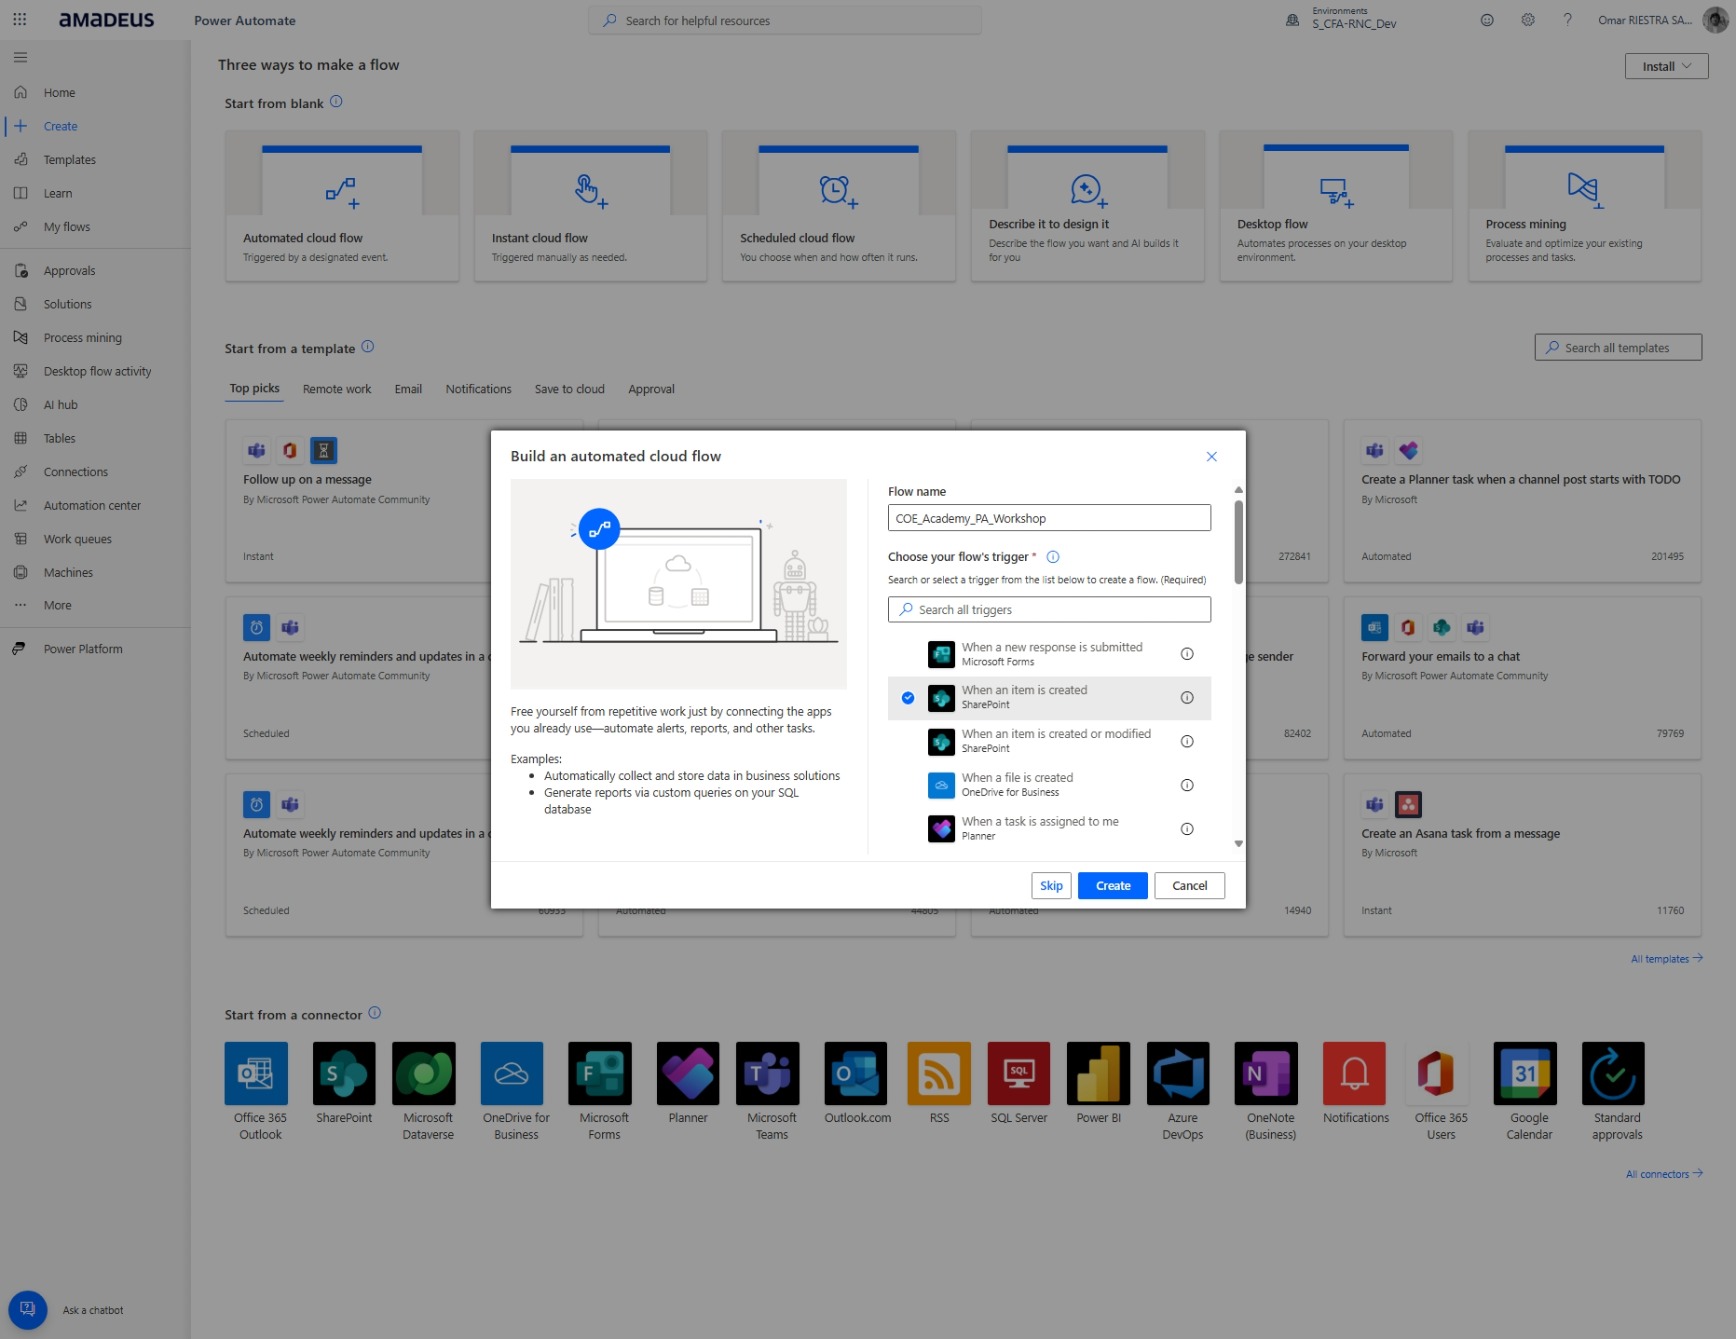 AMADEUS
Power Automate
Search for helpful resources
Environments
S_CFA-RNC_Dev
Omar RIESTRA SA...
Home
Create
Templates
Learn
My flows
Approvals
Solutions
Process mining
Desktop flow activity
AI hub
Tables
Connections
Automation center
Work queues
Machines
More
Power Platform
Ask a chatbot
Three ways to make a flow
Install
Start from blank
Automated cloud flow
Triggered by a designated event.
Instant cloud flow
Triggered manually as needed.
Scheduled cloud flow
You choose when and how often it runs.
Describe it to design it
Describe the flow you want and AI builds it
for you
Desktop flow
Automates processes on your desktop
environment.
Process mining
Evaluate and optimize your existing
processes and tasks.
Start from a template
Search all templates
Top picks
Remote work
Email
Notifications
Save to cloud
Approval
Follow up on a message
By Microsoft Power Automate Community
Instant
272841
Create a Planner task when a channel post starts with TODO
By Microsoft
Automated
201495
Automate weekly reminders and updates in a
By Microsoft Power Automate Community
Scheduled
sender
82402
Forward your emails to a chat
By Microsoft Power Automate Community
Automated
79769
Automate weekly reminders and updates in a
By Microsoft Power Automate Community
Scheduled
60933
Automated
44805
Automated
14940
Create an Asana task from a message
By Microsoft
Instant
11760
All templates
Build an automated cloud flow
Free yourself from repetitive work just by connecting the apps
you already use—automate alerts, reports, and other tasks.
Examples:
• Automatically collect and store data in business solutions
• Generate reports via custom queries on your SQL
database
Flow name
COE_Academy_PA_Workshop
Choose your flow's trigger *
Search or select a trigger from the list below to create a flow. (Required)
Search all triggers
When a new response is submitted
Microsoft Forms
When an item is created
SharePoint
When an item is created or modified
SharePoint
When a file is created
OneDrive for Business
When a task is assigned to me
Planner
Skip
Create
Cancel
Start from a connector
Office 365
Outlook
SharePoint
Microsoft
Dataverse
OneDrive for
Business
Microsoft
Forms
Planner
Microsoft
Teams
Outlook.com
RSS
SQL
SQL Server
Power BI
Azure
DevOps
OneNote
(Business)
Notifications
Office 365
Users
31
Google
Calendar
Standard
approvals
All connectors